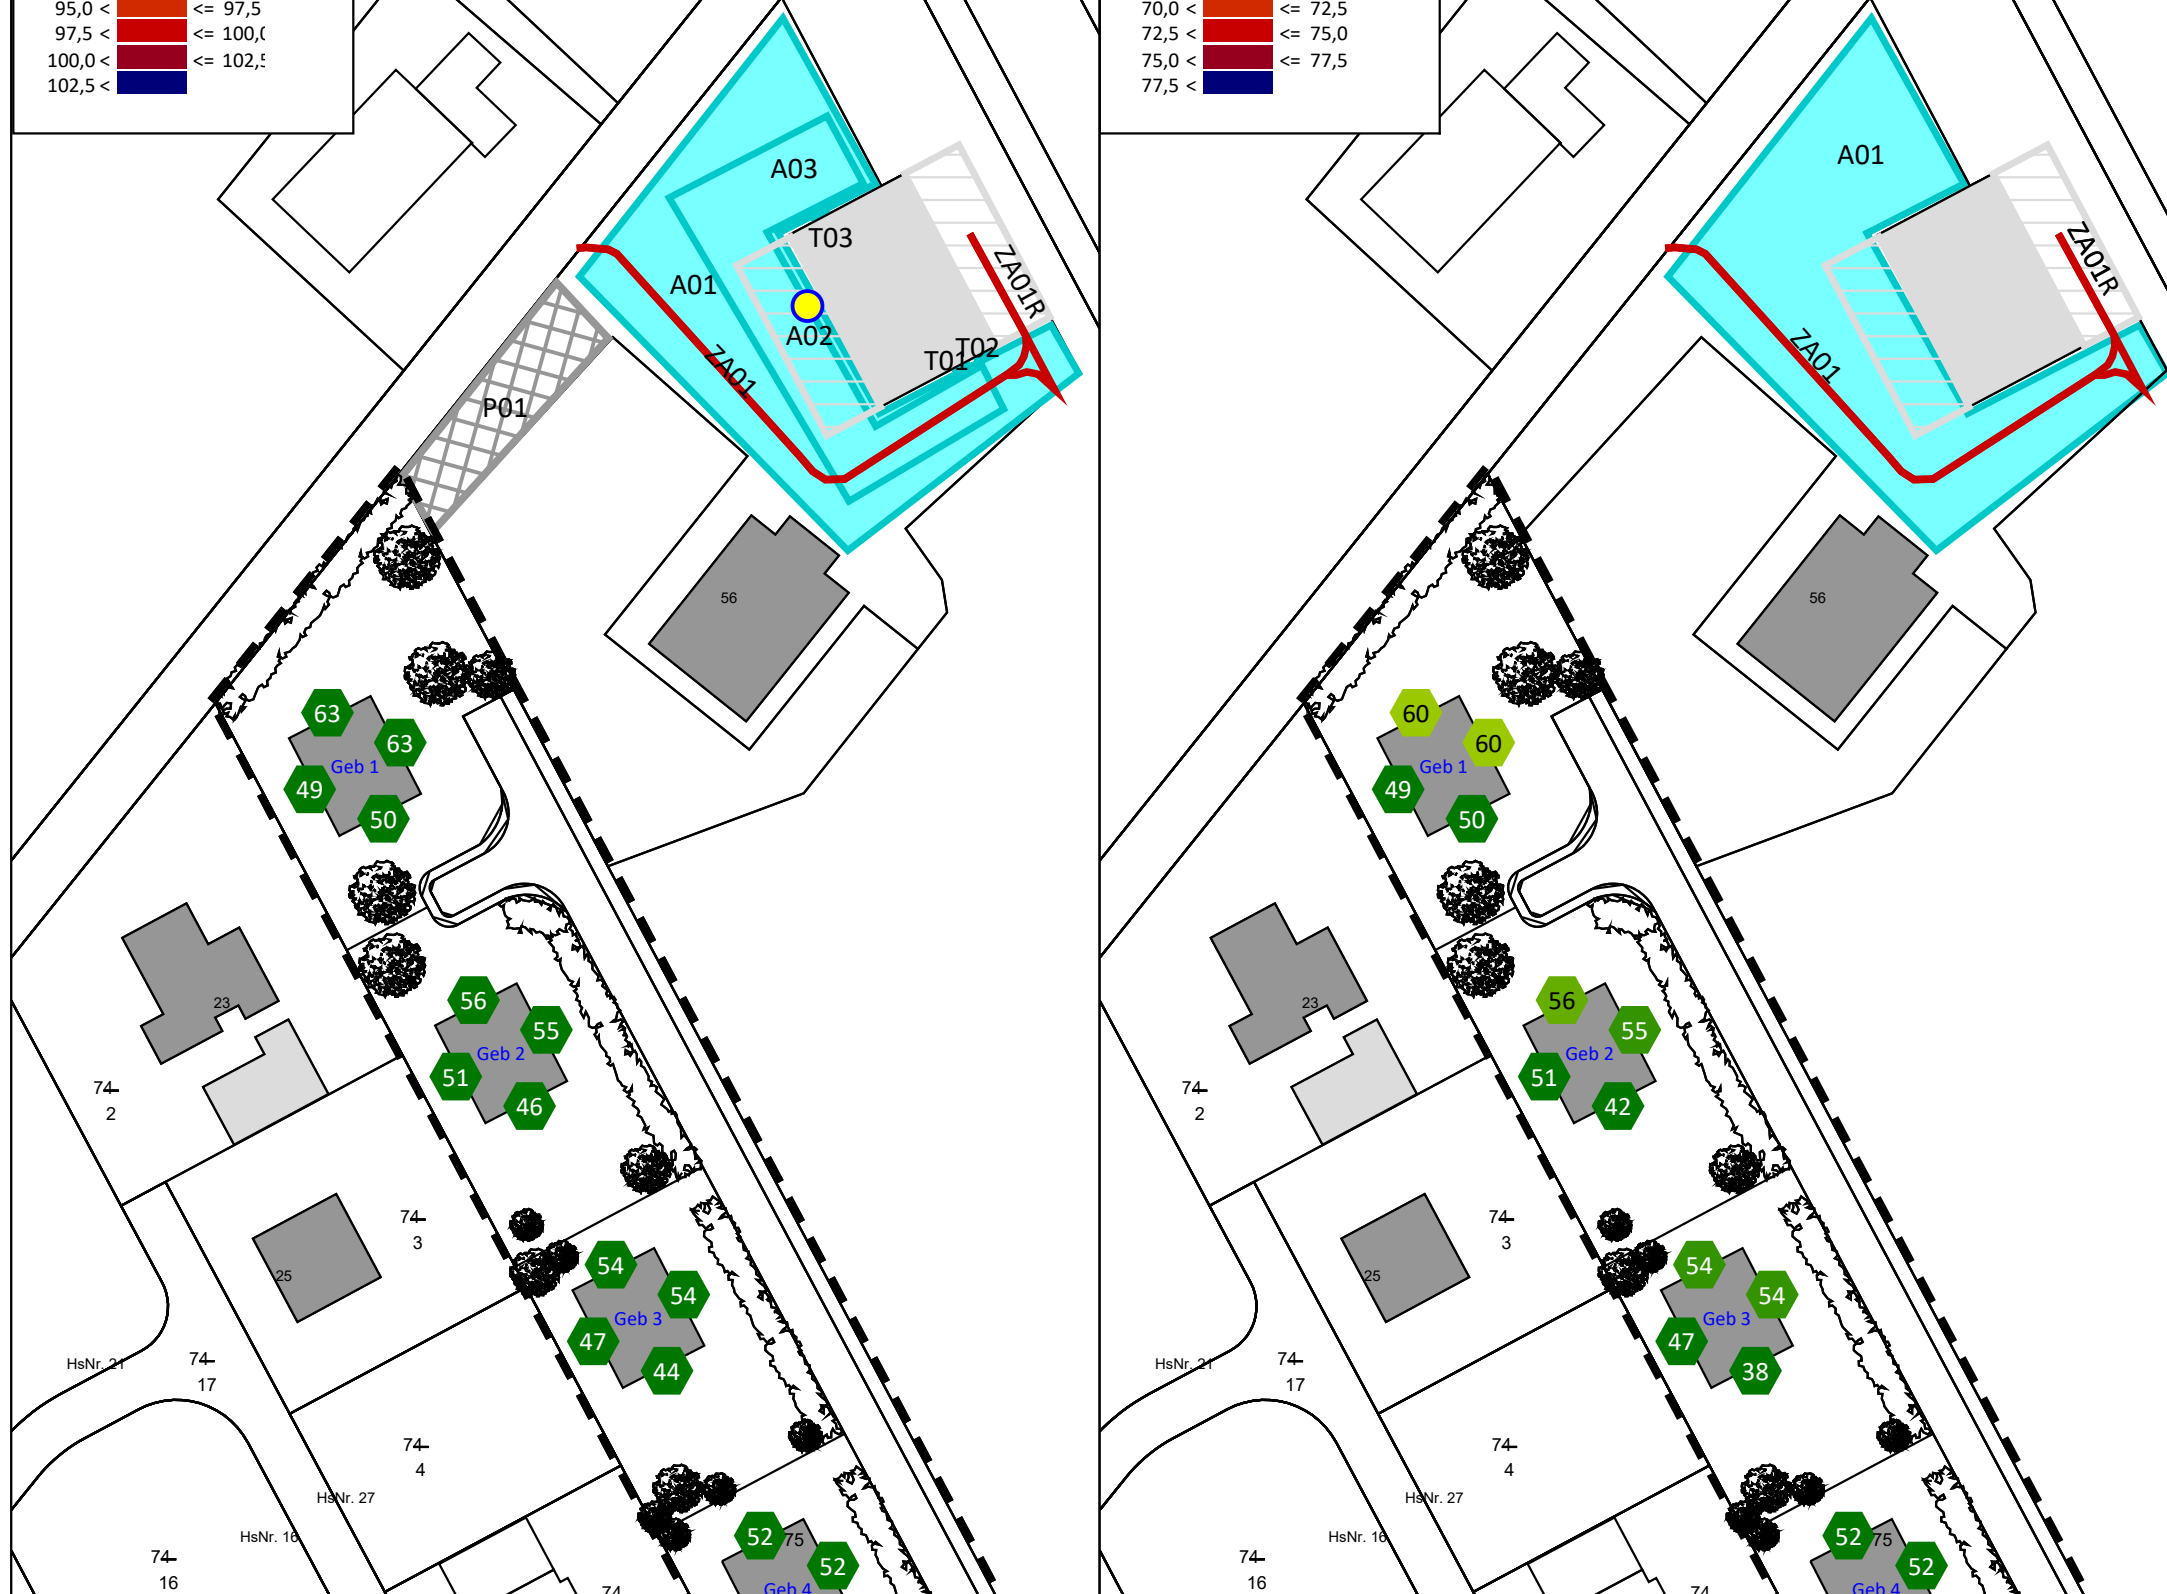 95,0 < <= 97,5
97,5 < <= 100,0
100,0 < <= 102,5
102,5 <
A03
T03
A01
ZA01R
A02
T02
T01
ZA01
P01
56
63
63
Geb 1
49
50
23
56
55
Geb 2
51
46
74-
2
74-
3
25
54
54
Geb 3
47
44
HsNr. 21
74-
17
74-
4
HsNr. 27
HsNr. 16
52
75
52
74-
16
Geb 4
74
70,0 < <= 72,5
72,5 < <= 75,0
75,0 < <= 77,5
77,5 <
A01
ZA01R
ZA01
56
60
60
Geb 1
49
50
23
56
55
Geb 2
51
42
74-
2
74-
3
25
54
54
Geb 3
47
38
HsNr. 21
74-
17
74-
4
HsNr. 27
HsNr. 16
52
75
52
74-
16
Geb 4
74